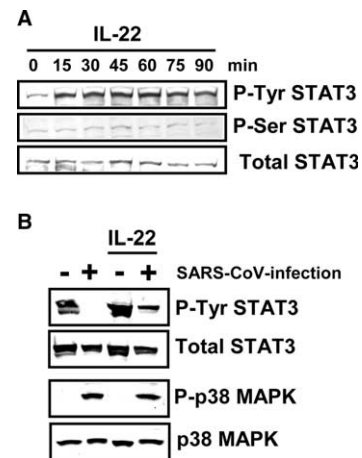 A
IL-22
0 15 30 45 60 75 90 min
P-Tyr STAT3
P-Ser STAT3
Total STAT3
B
IL-22
- + - + SARS-CoV-infection
P-Tyr STAT3
Total STAT3
P-p38 MAPK
p38 MAPK